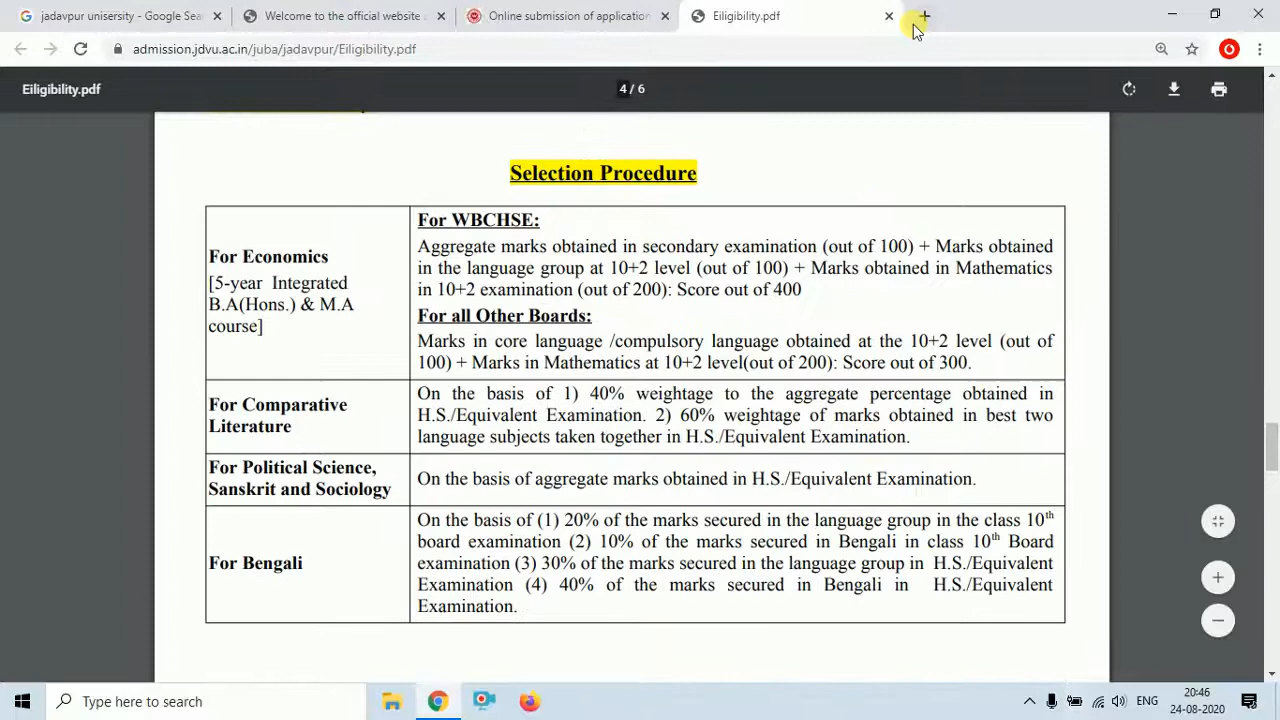 jadavpur unisersity - Google Sea
Welcome to the official website
Online submission of application
Eiligibility.pdf
admission.jdvu.ac.in/juba/jadavpur/Eiligibility.pdf
Eiligibility.pdf
4 / 6
Selection Procedure
For Economics
[5-year Integrated
B.A(Hons.) & M.A
course]
For WBCHSE:
Aggregate marks obtained in secondary examination (out of 100) + Marks obtained
in the language group at 10+2 level (out of 100) + Marks obtained in Mathematics
in 10+2 examination (out of 200): Score out of 400
For all Other Boards:
Marks in core language /compulsory language obtained at the 10+2 level (out of
100) + Marks in Mathematics at 10+2 level(out of 200): Score out of 300.
For Comparative
Literature
On the basis of 1) 40% weightage to the aggregate percentage obtained in
H.S./Equivalent Examination. 2) 60% weightage of marks obtained in best two
language subjects taken together in H.S./Equivalent Examination.
For Political Science,
Sanskrit and Sociology
On the basis of aggregate marks obtained in H.S./Equivalent Examination.
For Bengali
On the basis of (1) 20% of the marks secured in the language group in the class 10th
board examination (2) 10% of the marks secured in Bengali in class 10th Board
examination (3) 30% of the marks secured in the language group in H.S./Equivalent
Examination (4) 40% of the marks secured in Bengali in H.S./Equivalent
Examination.
Type here to search
ENG
20:46
24-08-2020